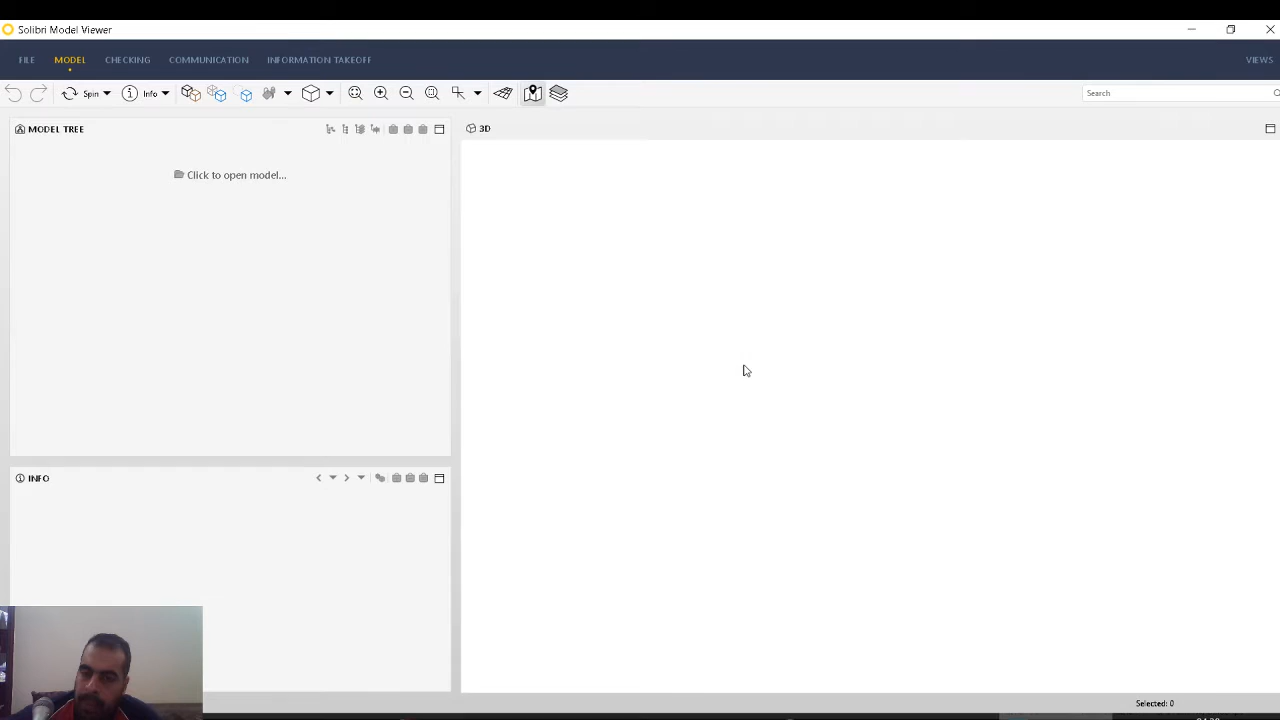 Solibri Model Viewer
FILE MODEL CHECKING COMMUNICATION INFORMATION TAKEOFF VIEWS
Spin Info Search
MODEL TREE
3D
Click to open model...
INFO
Selected: 0